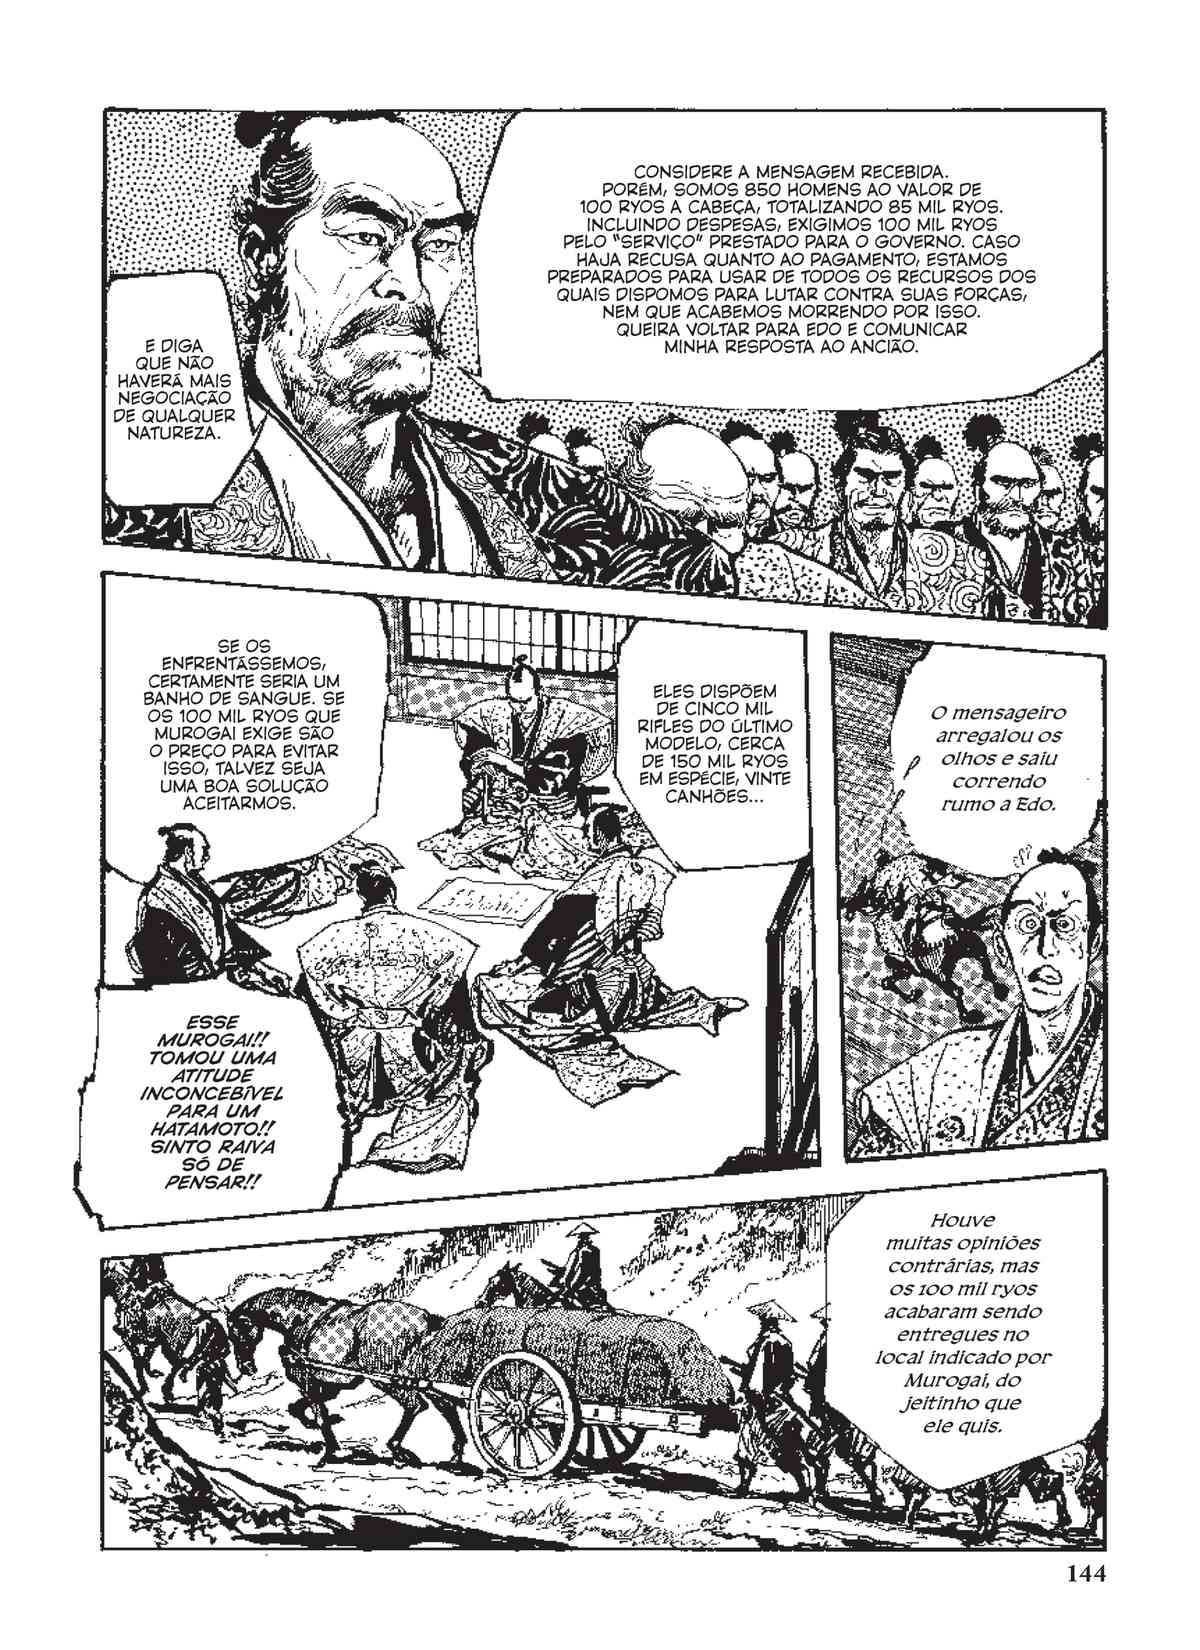 CONSIDERE A MENSAGEM RECEBIDA.
PORÉM, SOMOS 850 HOMENS AO VALOR DE
100 RYOS A CABEÇA, TOTALIZANDO 85 MIL RYOS.
INCLUINDO DESPESAS, EXIGIMOS 100 MIL RYOS
PELO "SERVIÇO" PRESTADO PARA O GOVERNO. CASO
HAJA RECUSA QUANTO AO PAGAMENTO, ESTAMOS
PREPARADOS PARA USAR DE TODOS OS RECURSOS DOS
QUAIS DISPOMOS PARA LUTAR CONTRA SUAS FORÇAS,
NEM QUE ACABEMOS MORRENDO POR ISSO.
QUEIRA VOLTAR PARA EDO E COMUNICAR
MINHA RESPOSTA AO ANCIÃO.
E DIGA
QUE NÃO
HAVERÁ MAIS
NEGOCIAÇÃO
DE QUALQUER
NATUREZA.
O mensageiro
arregalou os
olhos e saiu
correndo
rumo a Edo.
ELES DISPÕEM
DE CINCO MIL
RIFLES DO ÚLTIMO
MODELO, CERCA
DE 150 MIL RYOS
EM ESPÉCIE, VINTE
CANHÕES...
SE OS
ENFRENTÁSSEMOS,
CERTAMENTE SERIA UM
BANHO DE SANGUE. SE
OS 100 MIL RYOS QUE
MUROGAI EXIGE SÃO
O PREÇO PARA EVITAR
ISSO, TALVEZ SEJA
UMA BOA SOLUÇÃO
ACEITARMOS.
ESSE
MUROGAI!!
TOMOU UMA
ATITUDE
INCONCEBÍVEL
PARA UM
HATAMOTO!!
SINTO RAIVA
SÓ DE
PENSAR!!
Houve
muitas opiniões
contrárias, mas
os 100 mil ryos
acabaram sendo
entregues no
local indicado por
Murogai, do
jeitinho que
ele quis.
144